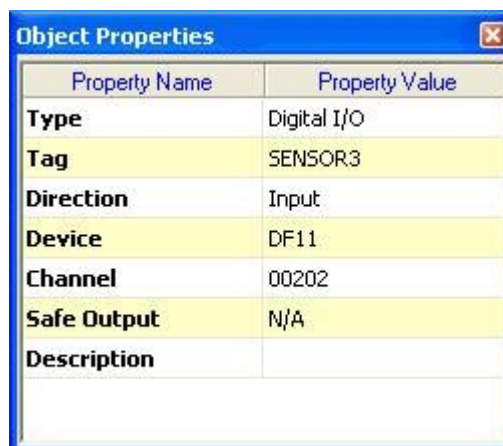 Object Properties
Property Name Property Value
Type Digital I/O
Tag SENSOR3
Direction Input
Device DF11
Channel 00202
Safe Output N/A
Description